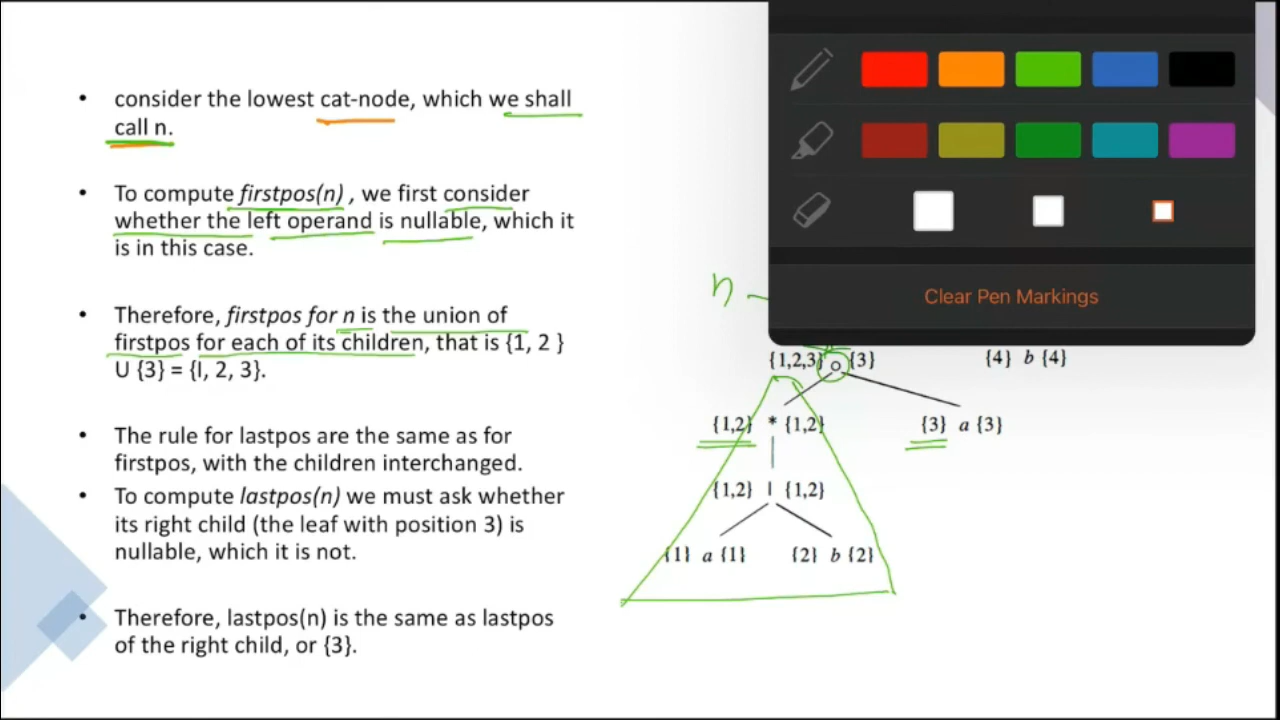 • consider the lowest cat-node, which we shall
call n.
• To compute firstpos(n) , we first consider
whether the left operand is nullable, which it
is in this case.
• Therefore, firstpos for n is the union of
firstpos for each of its children, that is {1, 2 }
U {3} = {I, 2, 3}.
• The rule for lastpos are the same as for
firstpos, with the children interchanged.
• To compute lastpos(n) we must ask whether
its right child (the leaf with position 3) is
nullable, which it is not.
• Therefore, lastpos(n) is the same as lastpos
of the right child, or {3}.
Clear Pen Markings
n
{1,2,3} ○ {3} {4} b {4}
{1,2} * {1,2} {3} a {3}
{1,2} | {1,2}
{1} a {1} {2} b {2}